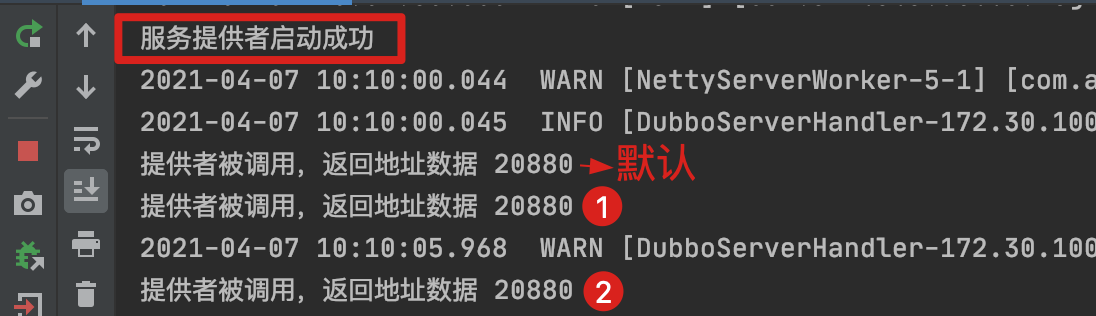 服务提供者启动成功
2021-04-07 10:10:00.044  WARN [NettyServerWorker-5-1] [com.a
2021-04-07 10:10:00.045  INFO [DubboServerHandler-172.30.100
提供者被调用，返回地址数据 20880 默认
提供者被调用，返回地址数据 20880 1
2021-04-07 10:10:05.968  WARN [DubboServerHandler-172.30.100
提供者被调用，返回地址数据 20880 2